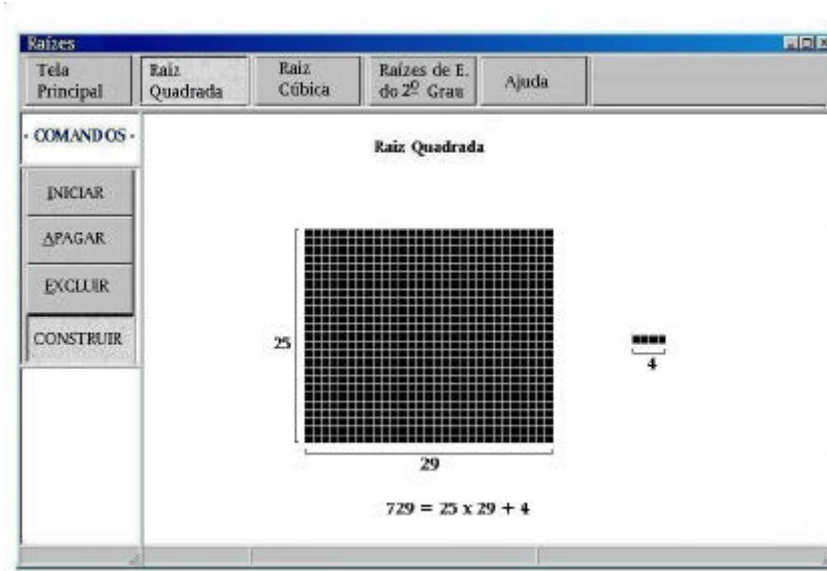 Raízes
Tela
Principal
Raiz
Quadrada
Raiz
Cúbica
Raízes de E.
do 2º Grau
Ajuda
- COMANDOS -
INICIAR
APAGAR
EXCLUIR
CONSTRUIR
Raiz Quadrada
25
4
29
729 = 25 x 29 + 4